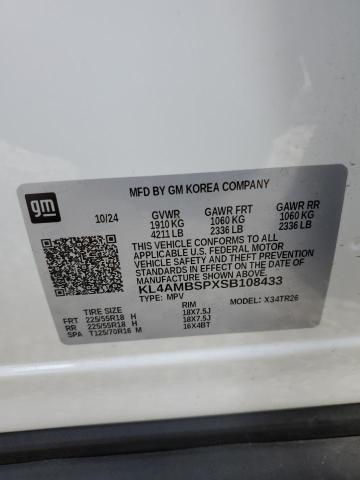 gm
MFD BY GM KOREA COMPANY
10/24 GVWR GAWR FRT GAWR RR
1910 KG 1060 KG 1060 KG
4211 LB 2336 LB 2336 LB
THIS VEHICLE CONFORMS TO ALL
APPLICABLE U.S. FEDERAL MOTOR
VEHICLE SAFETY AND THEFT
PREVENTION STANDARDS IN EFFECT
ON THE DATE OF MANUFACTURE
SHOWN ABOVE.
KL4AMBSPXSB108433
TYPE: MPV MODEL: X34TR26
TIRE SIZE RIM
FRT 225/55R18 H 18X7.5J
RR 225/55R18 H 18X7.5J
SPA T125/70R16 M 16X4BT